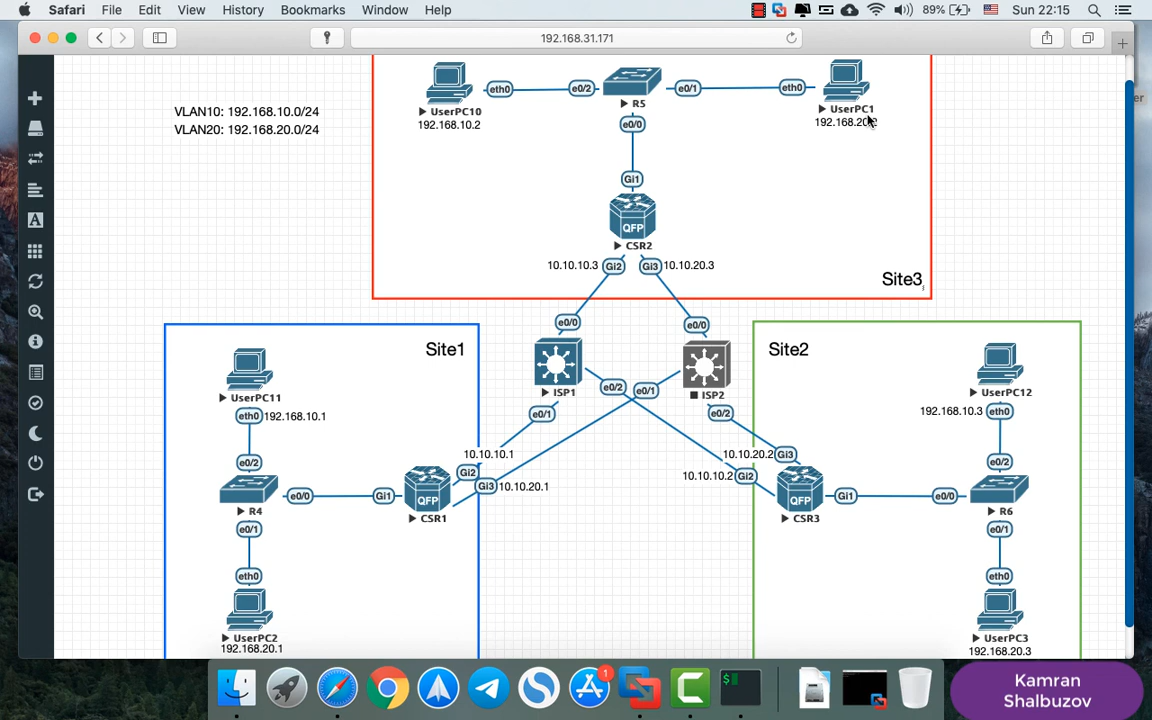 Safari File Edit View History Bookmarks Window Help 89% Sun 22:15
192.168.31.171
VLAN10: 192.168.10.0/24
VLAN20: 192.168.20.0/24
eth0 e0/2 e0/1 eth0
UserPC10 R5 UserPC1
192.168.10.2 e0/0
Gi1
QFP
CSR2
10.10.10.3 Gi2 Gi3 10.10.20.3
Site3
e0/0 e0/0
Site1 Site2
UserPC11 ISP1 e0/2 e0/1 ISP2 UserPC12
eth0 192.168.10.1 e0/1 e0/2 192.168.10.3 eth0
10.10.10.1 10.10.20.2 Gi3
e0/2 Gi2 10.10.10.2 Gi2 e0/2
Gi3 10.10.20.1
e0/0 Gi1 QFP QFP Gi1 e0/0
R4 CSR1 CSR3 R6
e0/1 e0/1
eth0 eth0
UserPC2 UserPC3
192.168.20.1 192.168.20.3
1
Kamran
Shalbuzov